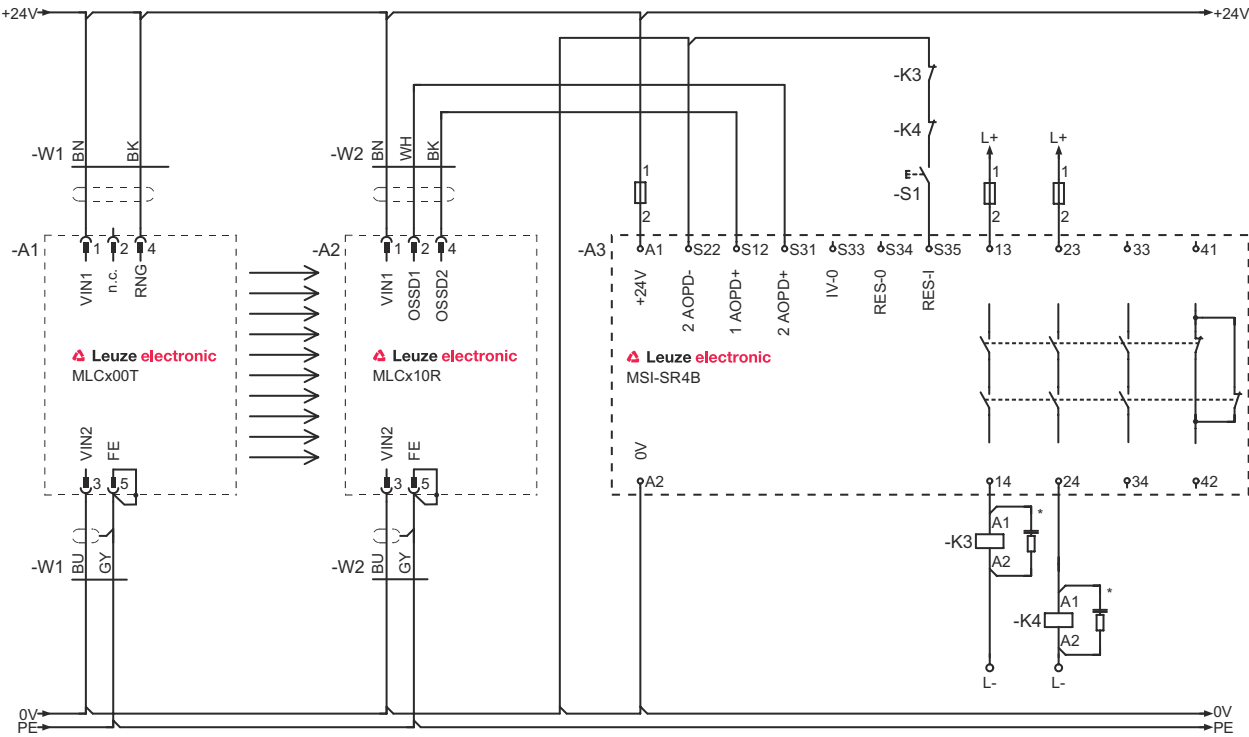 +24V +24V
-K3
-K4
E
-S1
-W1 BN BK
-W2 BN WH BK
L+ L+
1 1 1
2 2 2
-A1 1 2 4
-A2 1 2 4
-A3 A1 S22 S12 S31 S33 S34 S35 13 23 33 41
VIN1 n.c. RNG
VIN1 OSSD1 OSSD2
+24V 2 AOPD- 1 AOPD+ 2 AOPD+ IV-0 RES-0 RES-I
Leuze electronic
MLCx00T
Leuze electronic
MLCx10R
Leuze electronic
MSI-SR4B
VIN2 FE
VIN2 FE
0V
3 5
3 5
A2 14 24 34 42
-W1 BU GY
-W2 BU GY
-K3 A1 *
A2
-K4 A1 *
A2
L- L-
0V 0V
PE PE